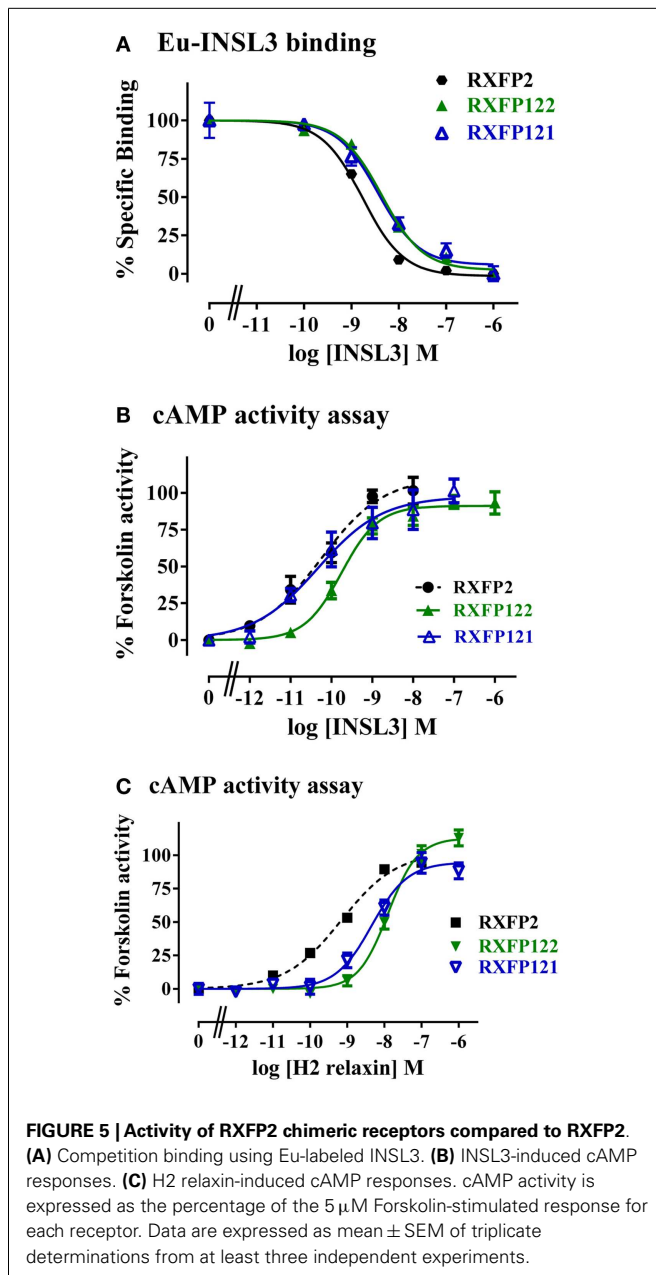 A Eu-INSL3 binding
RXFP2
RXFP122
RXFP121
% Specific Binding
100
75
50
25
0
0 -11 -10 -9 -8 -7 -6
log [INSL3] M
B cAMP activity assay
% Forskolin activity
100
75
50
25
0
RXFP2
RXFP122
RXFP121
0 -12 -11 -10 -9 -8 -7 -6
log [INSL3] M
C cAMP activity assay
% Forskolin activity
100
75
50
25
0
RXFP2
RXFP122
RXFP121
0 -12 -11 -10 -9 -8 -7 -6
log [H2 relaxin] M
FIGURE 5 | Activity of RXFP2 chimeric receptors compared to RXFP2.
(A) Competition binding using Eu-labeled INSL3. (B) INSL3-induced cAMP
responses. (C) H2 relaxin-induced cAMP responses. cAMP activity is
expressed as the percentage of the 5 μM Forskolin-stimulated response for
each receptor. Data are expressed as mean ± SEM of triplicate
determinations from at least three independent experiments.